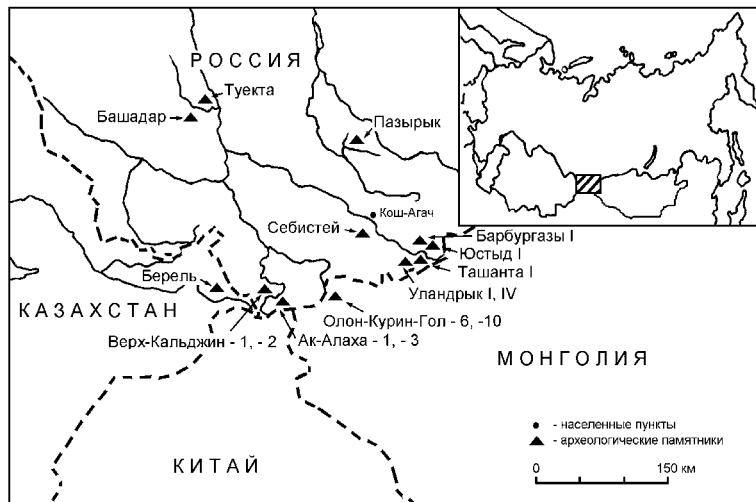 РОССИЯ
Туекта
Башадар
Пазырык
Кош-Агач
Себистей
Барбургазы I
Юстыд I
Ташанта I
Уландрык I, IV
Берель
КАЗАХСТАН
Олон-Курин-Гол - 6, -10
Верх-Кальджин - 1, - 2
Ак-Алаха - 1, - 3
МОНГОЛИЯ
КИТАЙ
- населенные пункты
- археологические памятники
0 150 км